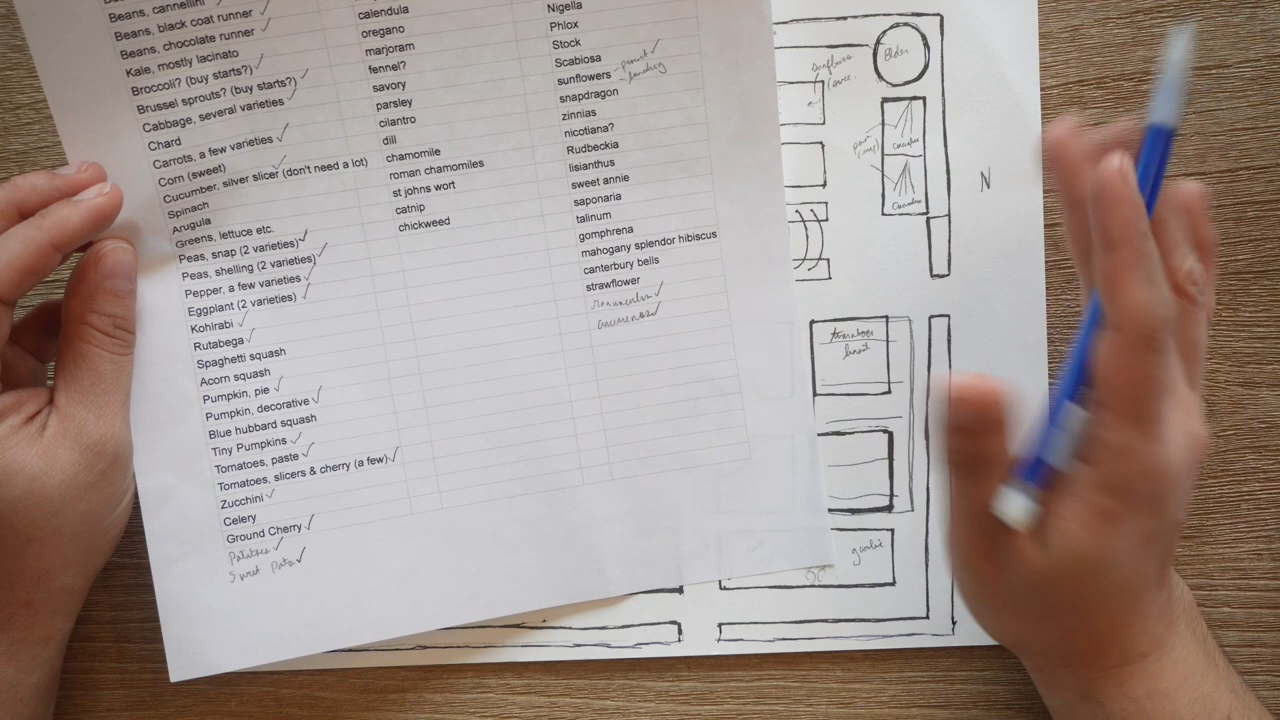 Beans, cannellini ✓
Beans, black coat runner ✓
Beans, chocolate runner ✓
Kale, mostly lacinato
Broccoli? (buy starts?) ✓
Brussel sprouts? (buy starts?) ✓
Cabbage, several varieties ✓
Chard
Carrots, a few varieties ✓
Corn (sweet)
Cucumber, silver slicer (don't need a lot) ✓
Spinach
Arugula
Greens, lettuce etc.
Peas, snap (2 varieties) ✓
Peas, shelling (2 varieties) ✓
Pepper, a few varieties ✓
Eggplant (2 varieties) ✓
Kohlrabi ✓
Rutabega ✓
Spaghetti squash
Acorn squash
Pumpkin, pie ✓
Pumpkin, decorative ✓
Blue hubbard squash
Tiny Pumpkins ✓
Tomatoes, paste ✓
Tomatoes, slicers & cherry (a few) ✓
Zucchini ✓
Celery
Ground Cherry ✓
Potatoes ✓
Sweet Pots ✓
calendula
oregano
marjoram
fennel?
savory
parsley
cilantro
dill
chamomile
roman chamomiles
st johns wort
catnip
chickweed
Nigella
Phlox
Stock
Scabiosa
sunflowers ✓
snapdragon
zinnias
nicotiana?
Rudbeckia
lisianthus
sweet annie
saponaria
talinum
gomphrena
mahogany splendor hibiscus
canterbury bells
strawflower
ranunculus ✓
anemones ✓
Elder
Cucumber
Cucumber
N
tomatoes
garlic